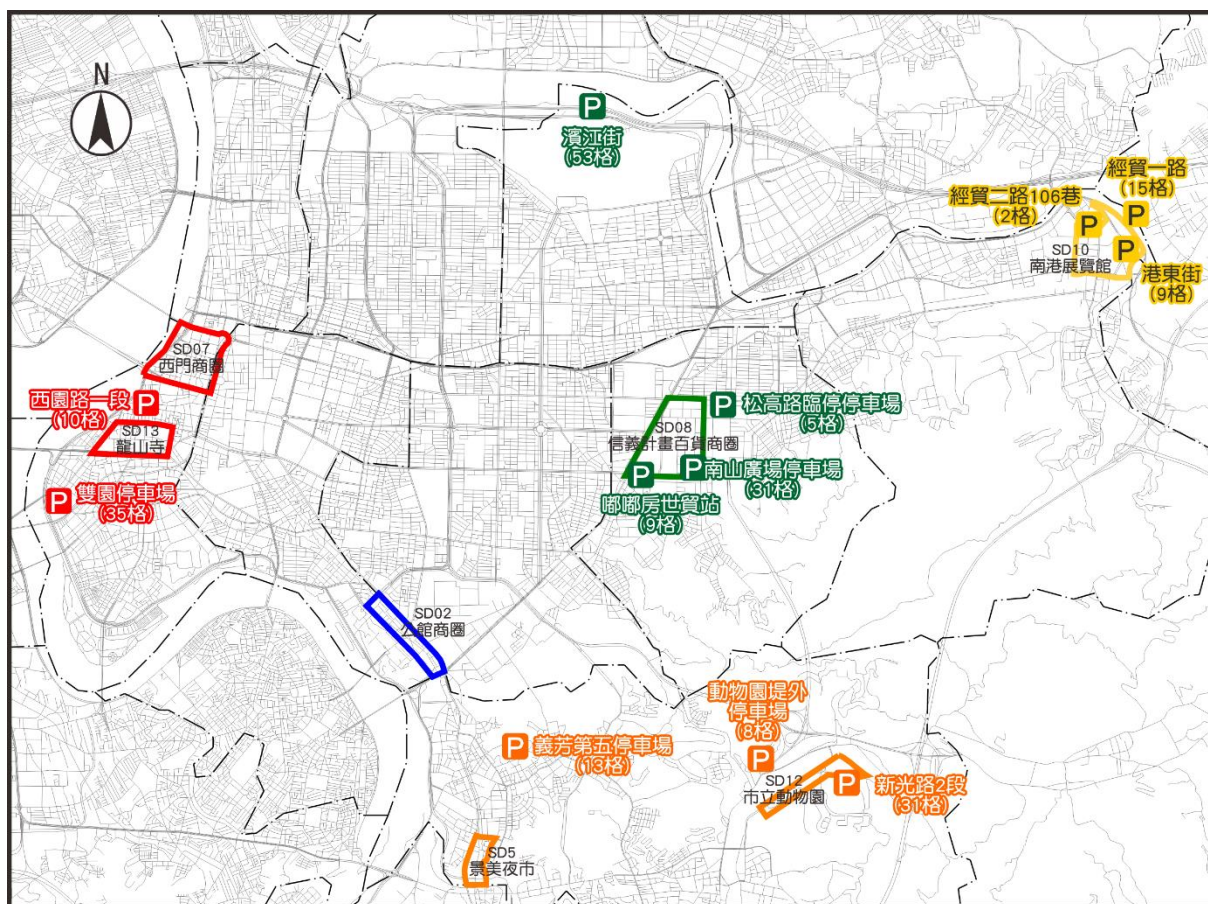 N
P
濱江街
(53格)
經貿一路
(15格)
經貿二路106巷
(2格)
P
P
P
SD10
南港展覽館
港東街
(9格)
SD07
西門商圈
西園路一段
(10格)
P
SD13
龍山寺
P
雙園停車場
(35格)
P
松高路臨停停車場
(5格)
SD08
信義計畫百貨商圈
P
南山廣場停車場
(31格)
P
嘟嘟房世貿站
(9格)
SD02
公館商圈
動物園堤外
停車場
(8格)
P
P
義芳第五停車場
(13格)
SD12
市立動物園
P
新光路2段
(31格)
SD5
景美夜市